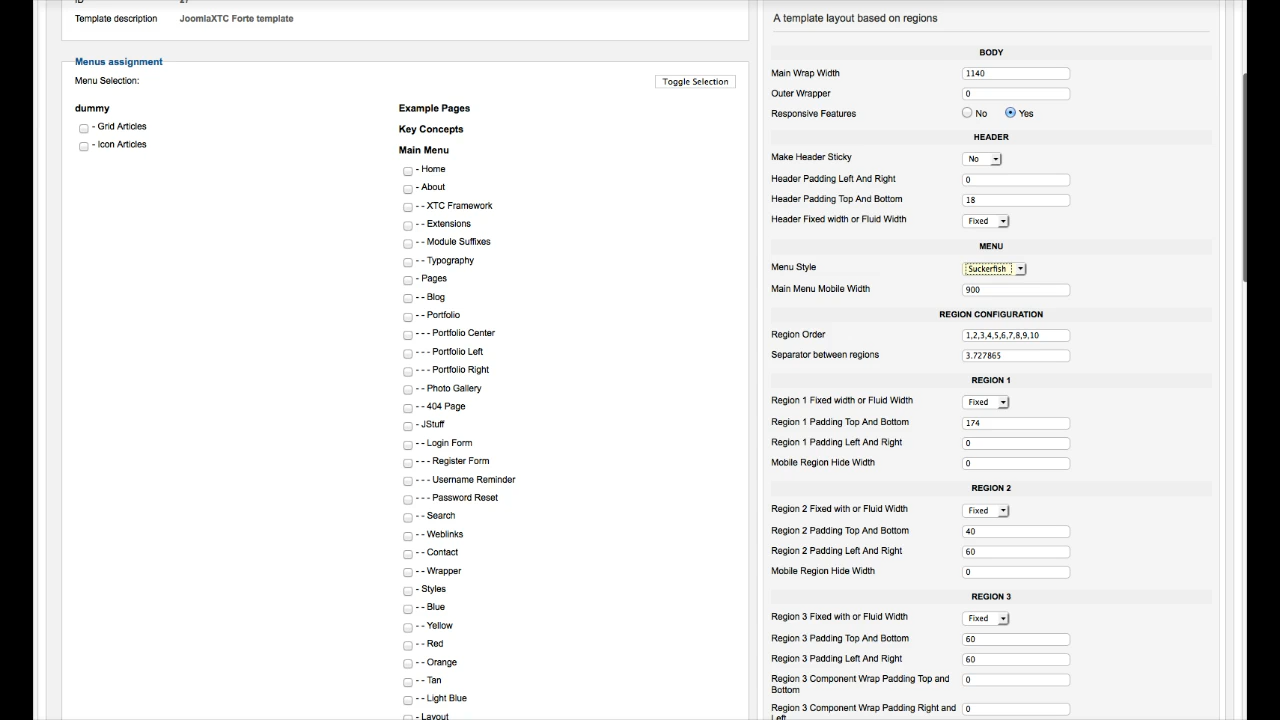 Template description JoomlaXTC Forte template
Menus assignment
Menu Selection:
Toggle Selection
dummy
- Grid Articles
- Icon Articles
Example Pages
Key Concepts
Main Menu
- Home
- About
- - XTC Framework
- - Extensions
- - Module Suffixes
- - Typography
- Pages
- - Blog
- - Portfolio
- - - Portfolio Center
- - - Portfolio Left
- - - Portfolio Right
- - Photo Gallery
- - 404 Page
- JStuff
- - Login Form
- - - Register Form
- - - Username Reminder
- - - Password Reset
- - Search
- - Weblinks
- - Contact
- - Wrapper
- Styles
- - Blue
- - Yellow
- - Red
- - Orange
- - Tan
- - Light Blue
- Layout
A template layout based on regions
BODY
Main Wrap Width 1140
Outer Wrapper 0
Responsive Features No Yes
HEADER
Make Header Sticky No
Header Padding Left And Right 0
Header Padding Top And Bottom 18
Header Fixed width or Fluid Width Fixed
MENU
Menu Style Suckerfish
Main Menu Mobile Width 900
REGION CONFIGURATION
Region Order 1,2,3,4,5,6,7,8,9,10
Separator between regions 3.727865
REGION 1
Region 1 Fixed width or Fluid Width Fixed
Region 1 Padding Top And Bottom 174
Region 1 Padding Left And Right 0
Mobile Region Hide Width 0
REGION 2
Region 2 Fixed with or Fluid Width Fixed
Region 2 Padding Top And Bottom 40
Region 2 Padding Left And Right 60
Mobile Region Hide Width 0
REGION 3
Region 3 Fixed with or Fluid Width Fixed
Region 3 Padding Top And Bottom 60
Region 3 Padding Left And Right 60
Region 3 Component Wrap Padding Top and 0
Bottom
Region 3 Component Wrap Padding Right and 0
Left